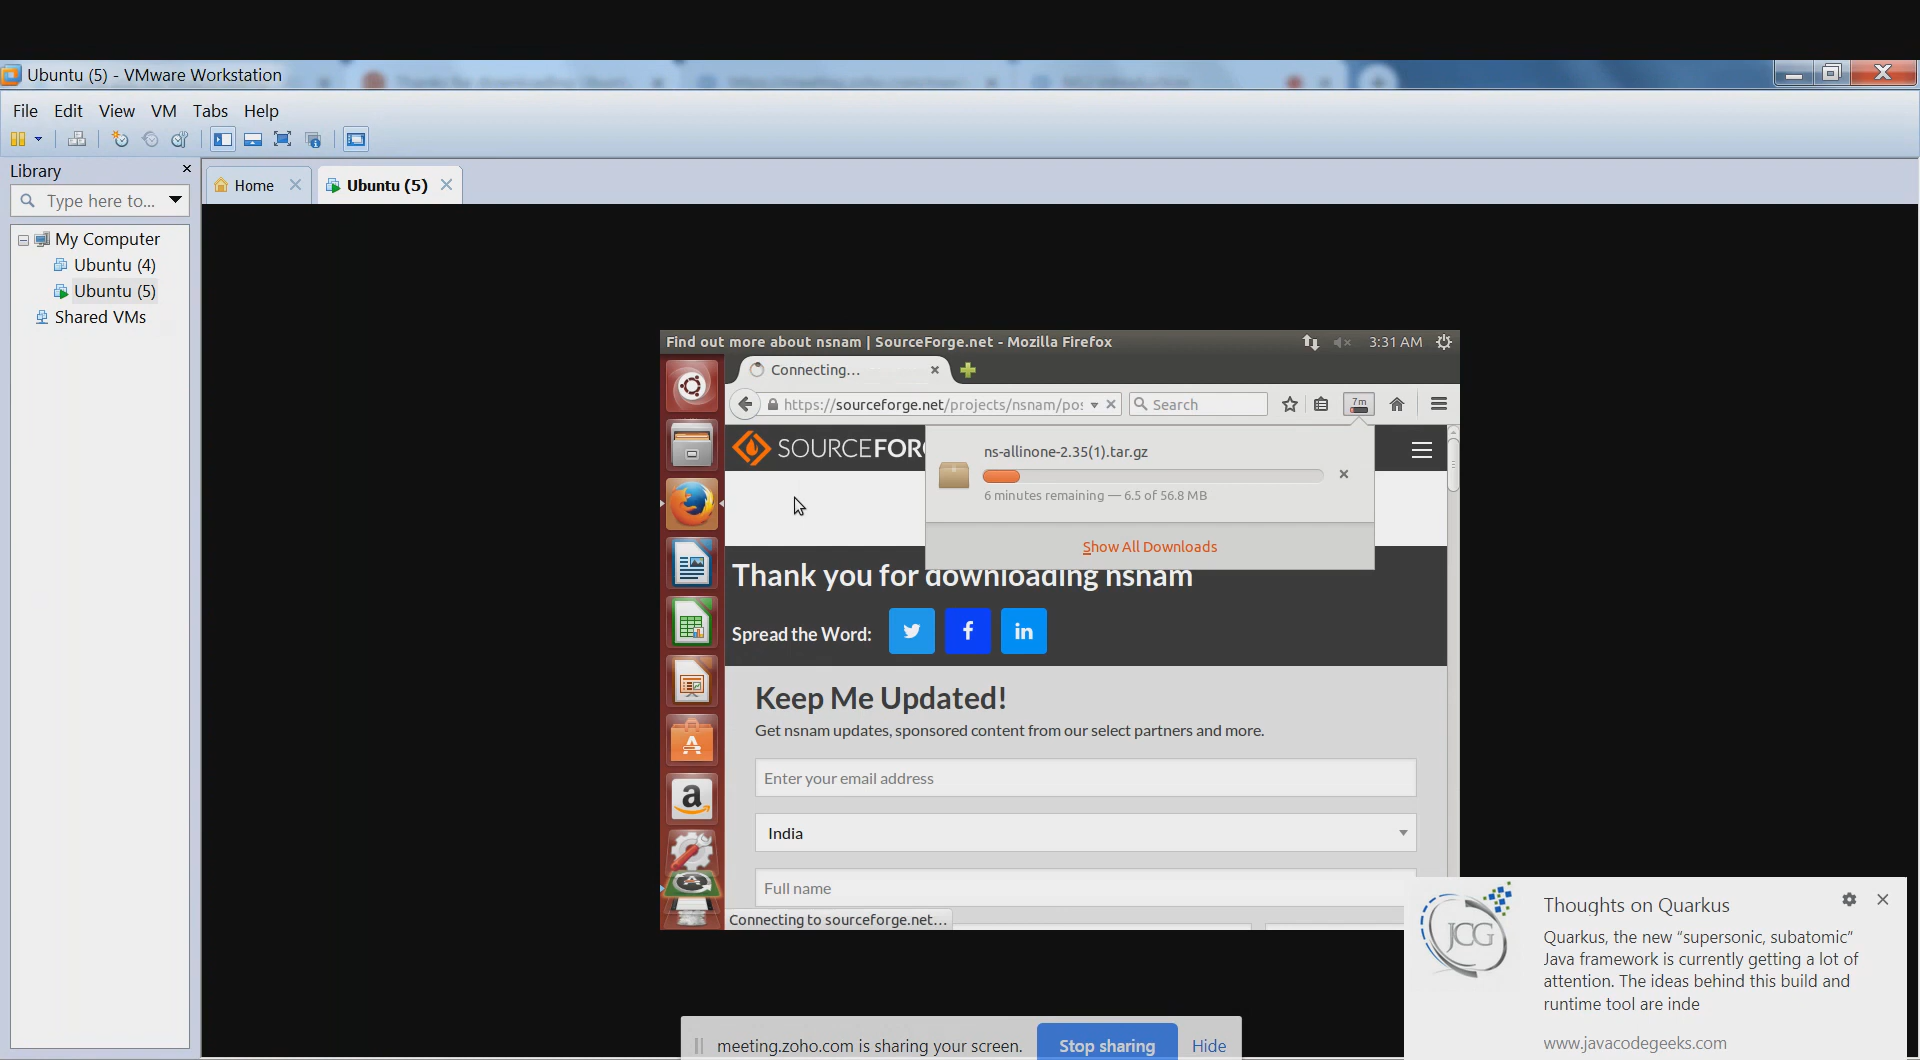 Ubuntu (5) - VMware Workstation
File Edit View VM Tabs Help
Library
Type here to...
My Computer
Ubuntu (4)
Ubuntu (5)
Shared VMs
Home
Ubuntu (5)
Find out more about nsnam | SourceForge.net - Mozilla Firefox
3:31 AM
Connecting...
https://sourceforge.net/projects/nsnam/pos
Search
7m
SOURCEFOR
ns-allinone-2.35(1).tar.gz
6 minutes remaining — 6.5 of 56.8 MB
Show All Downloads
Thank you for downloading nsnam
Spread the Word:
Keep Me Updated!
Get nsnam updates, sponsored content from our select partners and more.
Enter your email address
India
Full name
Connecting to sourceforge.net...
JCG
Thoughts on Quarkus
Quarkus, the new “supersonic, subatomic”
Java framework is currently getting a lot of
attention. The ideas behind this build and
runtime tool are inde
www.javacodegeeks.com
meeting.zoho.com is sharing your screen.
Stop sharing
Hide